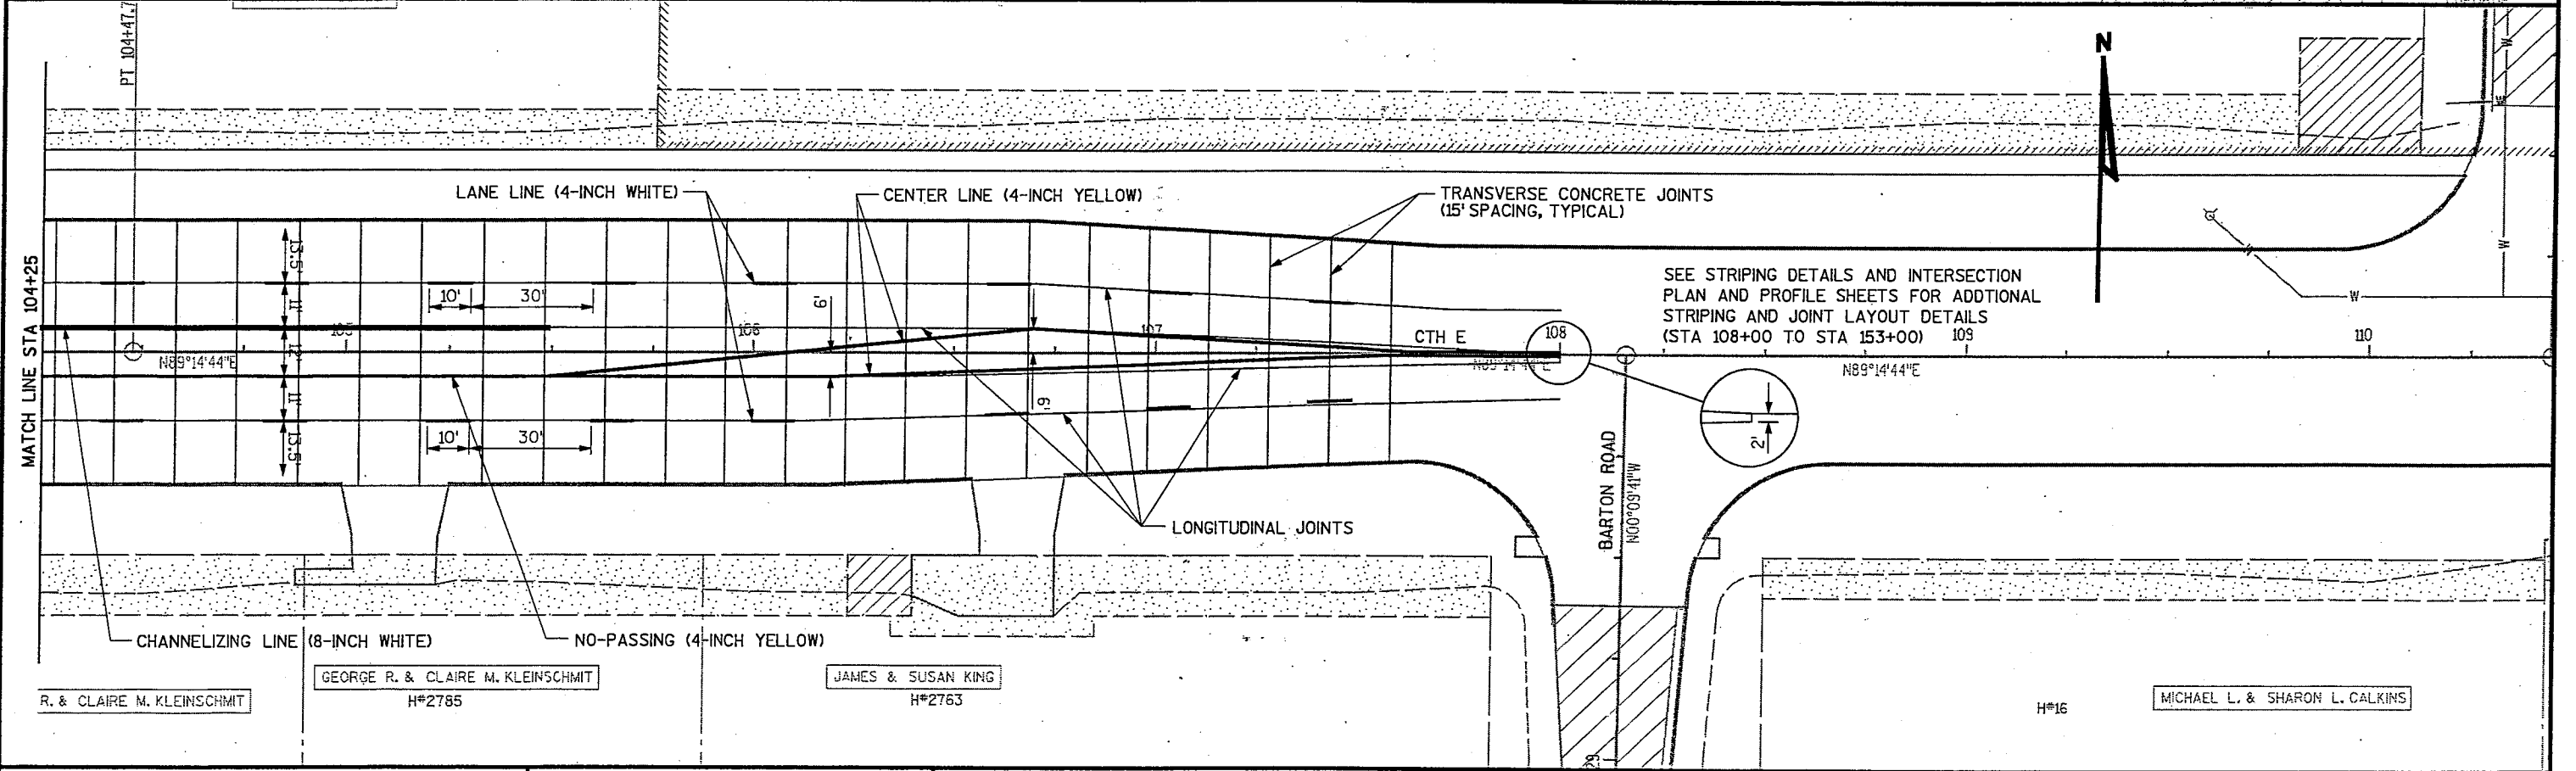 PT 104+47.7
N
LANE LINE (4-INCH WHITE)
CENTER LINE (4-INCH YELLOW)
TRANSVERSE CONCRETE JOINTS
(15' SPACING, TYPICAL)
MATCH LINE STA 104+25
13.5'
11'
12'
11'
13.5'
10'
30'
105
106
6'
107
6'
10'
30'
N89°14'44"E
CTH E
108
N89°14'44"E
SEE STRIPING DETAILS AND INTERSECTION
PLAN AND PROFILE SHEETS FOR ADDTIONAL
STRIPING AND JOINT LAYOUT DETAILS
(STA 108+00 TO STA 153+00)
109
110
N89°14'44"E
2'
W
W
W
W
W
BARTON ROAD
N00°09'41"W
LONGITUDINAL JOINTS
CHANNELIZING LINE (8-INCH WHITE)
NO-PASSING (4-INCH YELLOW)
R. & CLAIRE M. KLEINSCHMIT
GEORGE R. & CLAIRE M. KLEINSCHMIT
H#2785
JAMES & SUSAN KING
H#2763
29
H#16
MICHAEL L. & SHARON L. CALKINS